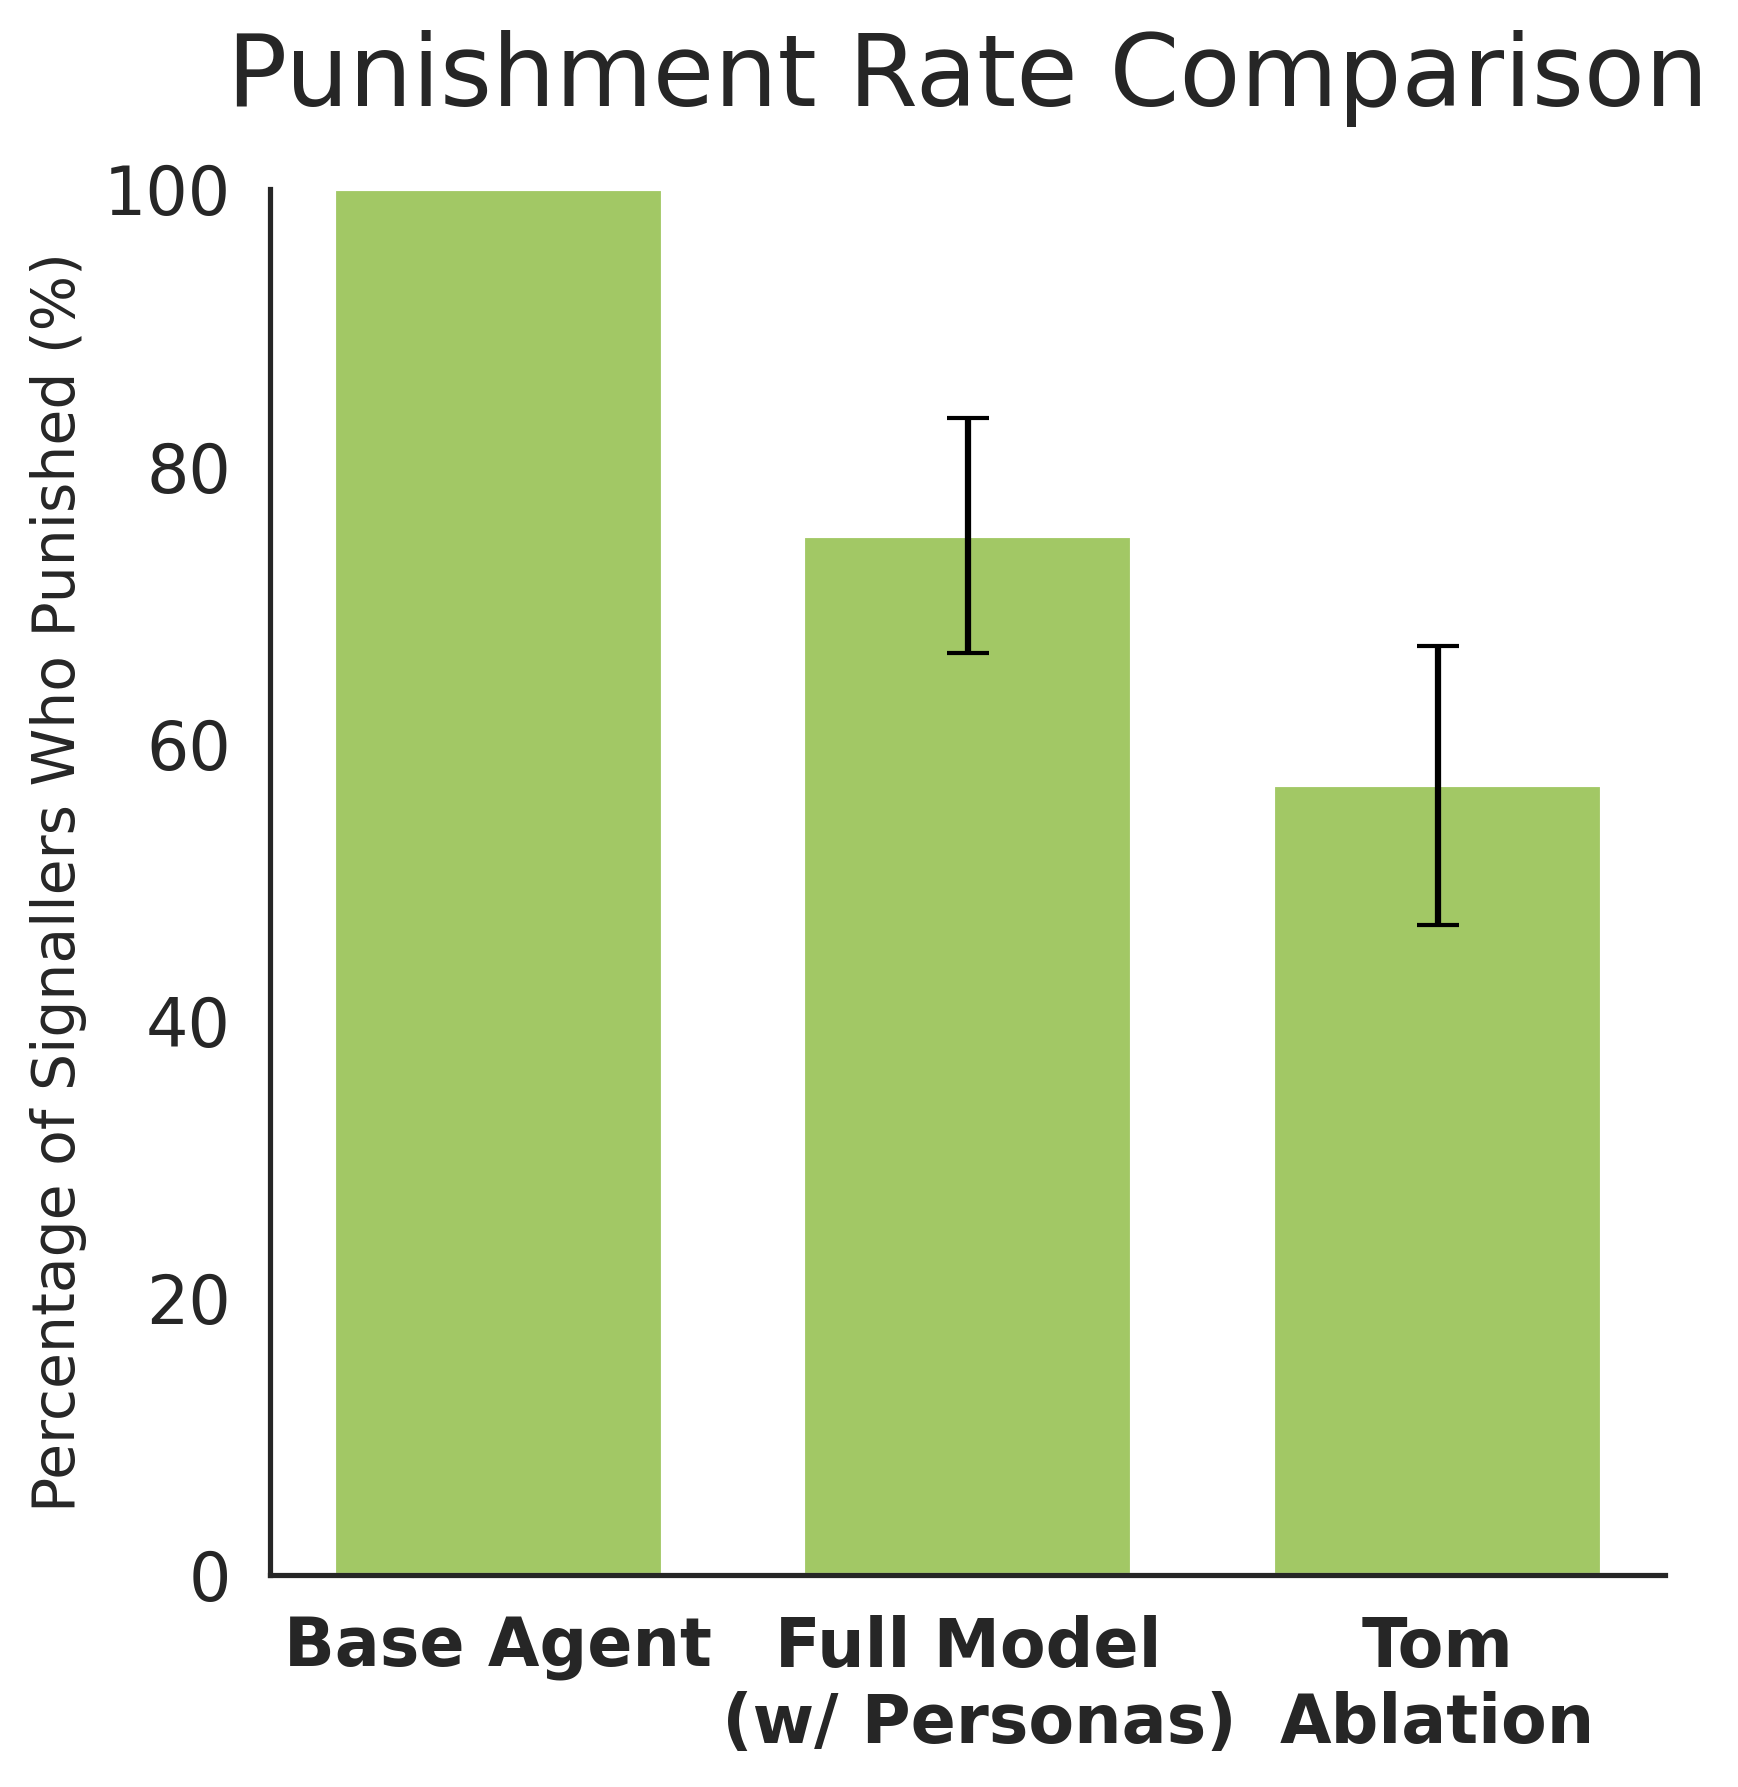 Punishment Rate Comparison
Percentage of Signallers Who Punished (%)
100
80
60
40
20
0
Base Agent
Full Model
(w/ Personas)
Tom
Ablation